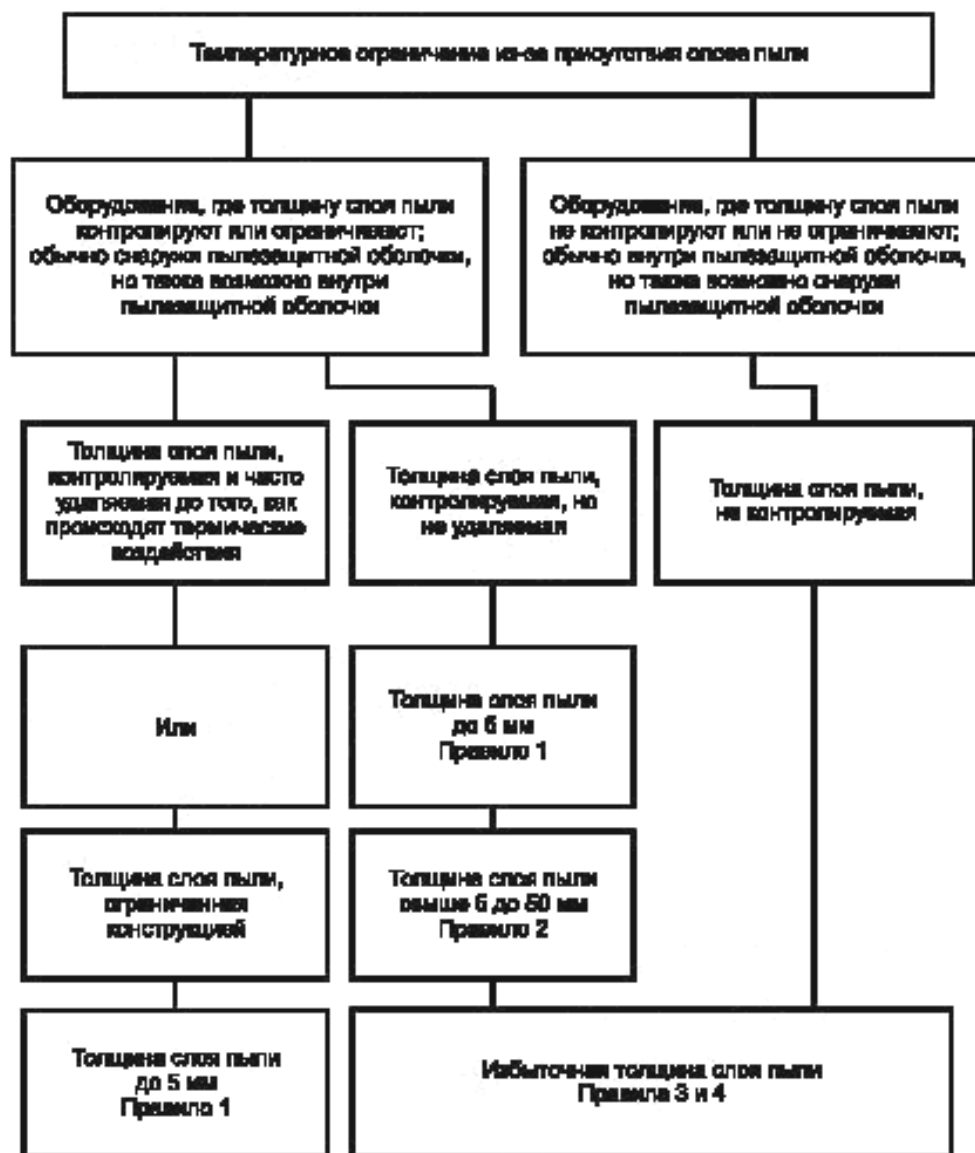 Температурное ограничение из-за присутствия слоев пыли
Оборудование, где толщину слоя пыли
контролируют или ограничивают;
обычно снаружи пылезащитной оболочки,
но также возможно внутри
пылезащитной оболочки
Оборудование, где толщину слоя пыли
не контролируют или не ограничивают;
обычно внутри пылезащитной оболочки,
но также возможно снаружи
пылезащитной оболочки
Толщина слоя пыли,
контролируемая и часто
удаляемая до того, как
происходят термические
воздействия
Толщина слоя пыли,
контролируемая, но
не удаляемая
Толщина слоя пыли,
не контролируемая
Или
Толщина слоя пыли
до 5 мм
Правило 1
Толщина слоя пыли,
ограниченная
конструкцией
Толщина слоя пыли
свыше 5 до 50 мм
Правило 2
Толщина слоя пыли
до 5 мм
Правило 1
Избыточная толщина слоя пыли
Правила 3 и 4